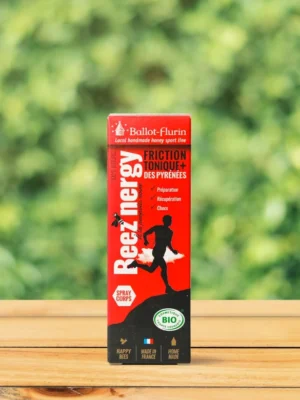 Ballot-flurin
Local handmade honey sport line
Reez'nergy
FRICTION
TONIQUE+
DES PYRÉNÉES
✓ Préparateur
✓ Récupération
✓ Chocs
SPRAY
CORPS
BIO
HAPPY
BEES
MADE IN
FRANCE
HOME
MADE